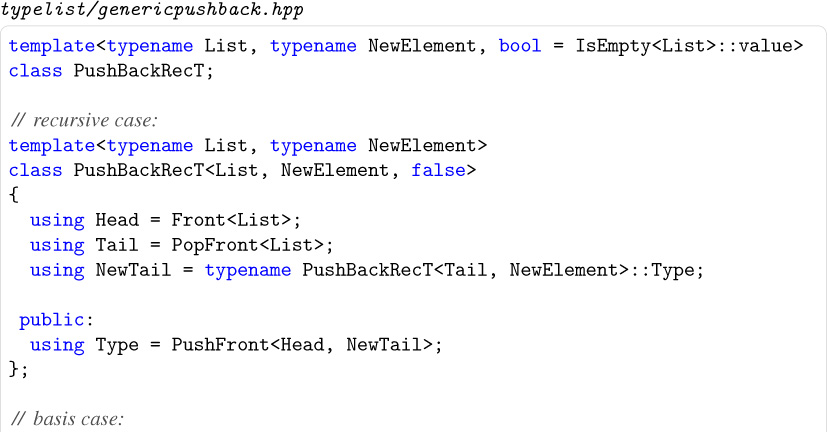 typelist/genericpushback.hpp
template<typename List, typename NewElement, bool = IsEmpty<List>::value>
class PushBackRecT;
// recursive case:
template<typename List, typename NewElement>
class PushBackRecT<List, NewElement, false>
{
using Head = Front<List>;
using Tail = PopFront<List>;
using NewTail = typename PushBackRecT<Tail, NewElement>::Type;
public:
using Type = PushFront<Head, NewTail>;
};
// basis case: